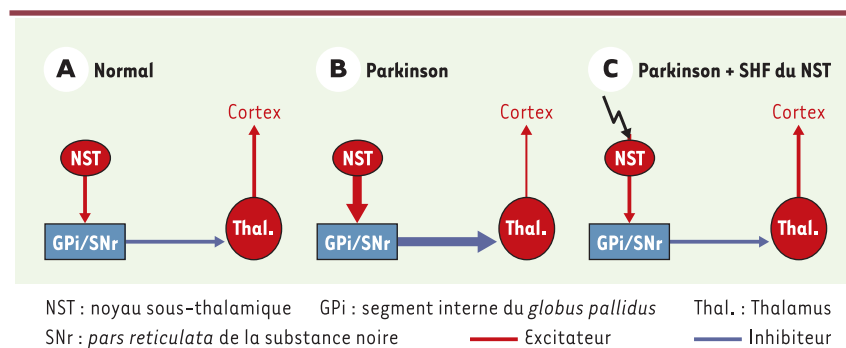 A Normal
Cortex
NST
GPi/SNr
Thal.
B Parkinson
Cortex
NST
GPi/SNr
Thal.
C Parkinson + SHF du NST
Cortex
NST
GPi/SNr
Thal.
NST : noyau sous-thalamique GPi : segment interne du globus pallidus Thal. : Thalamus
SNr : pars reticulata de la substance noire Excitateur Inhibiteur